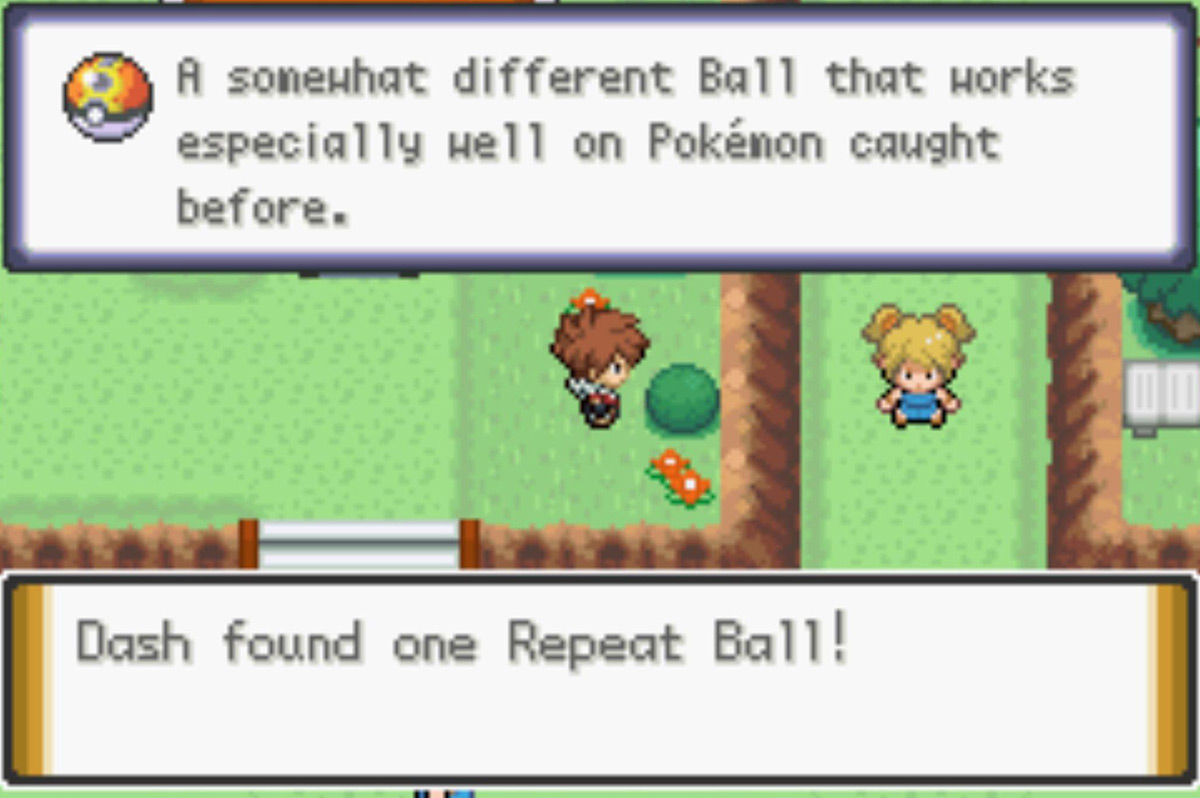 A somewhat different Ball that works
especially well on Pokémon caught
before.
Dash found one Repeat Ball!